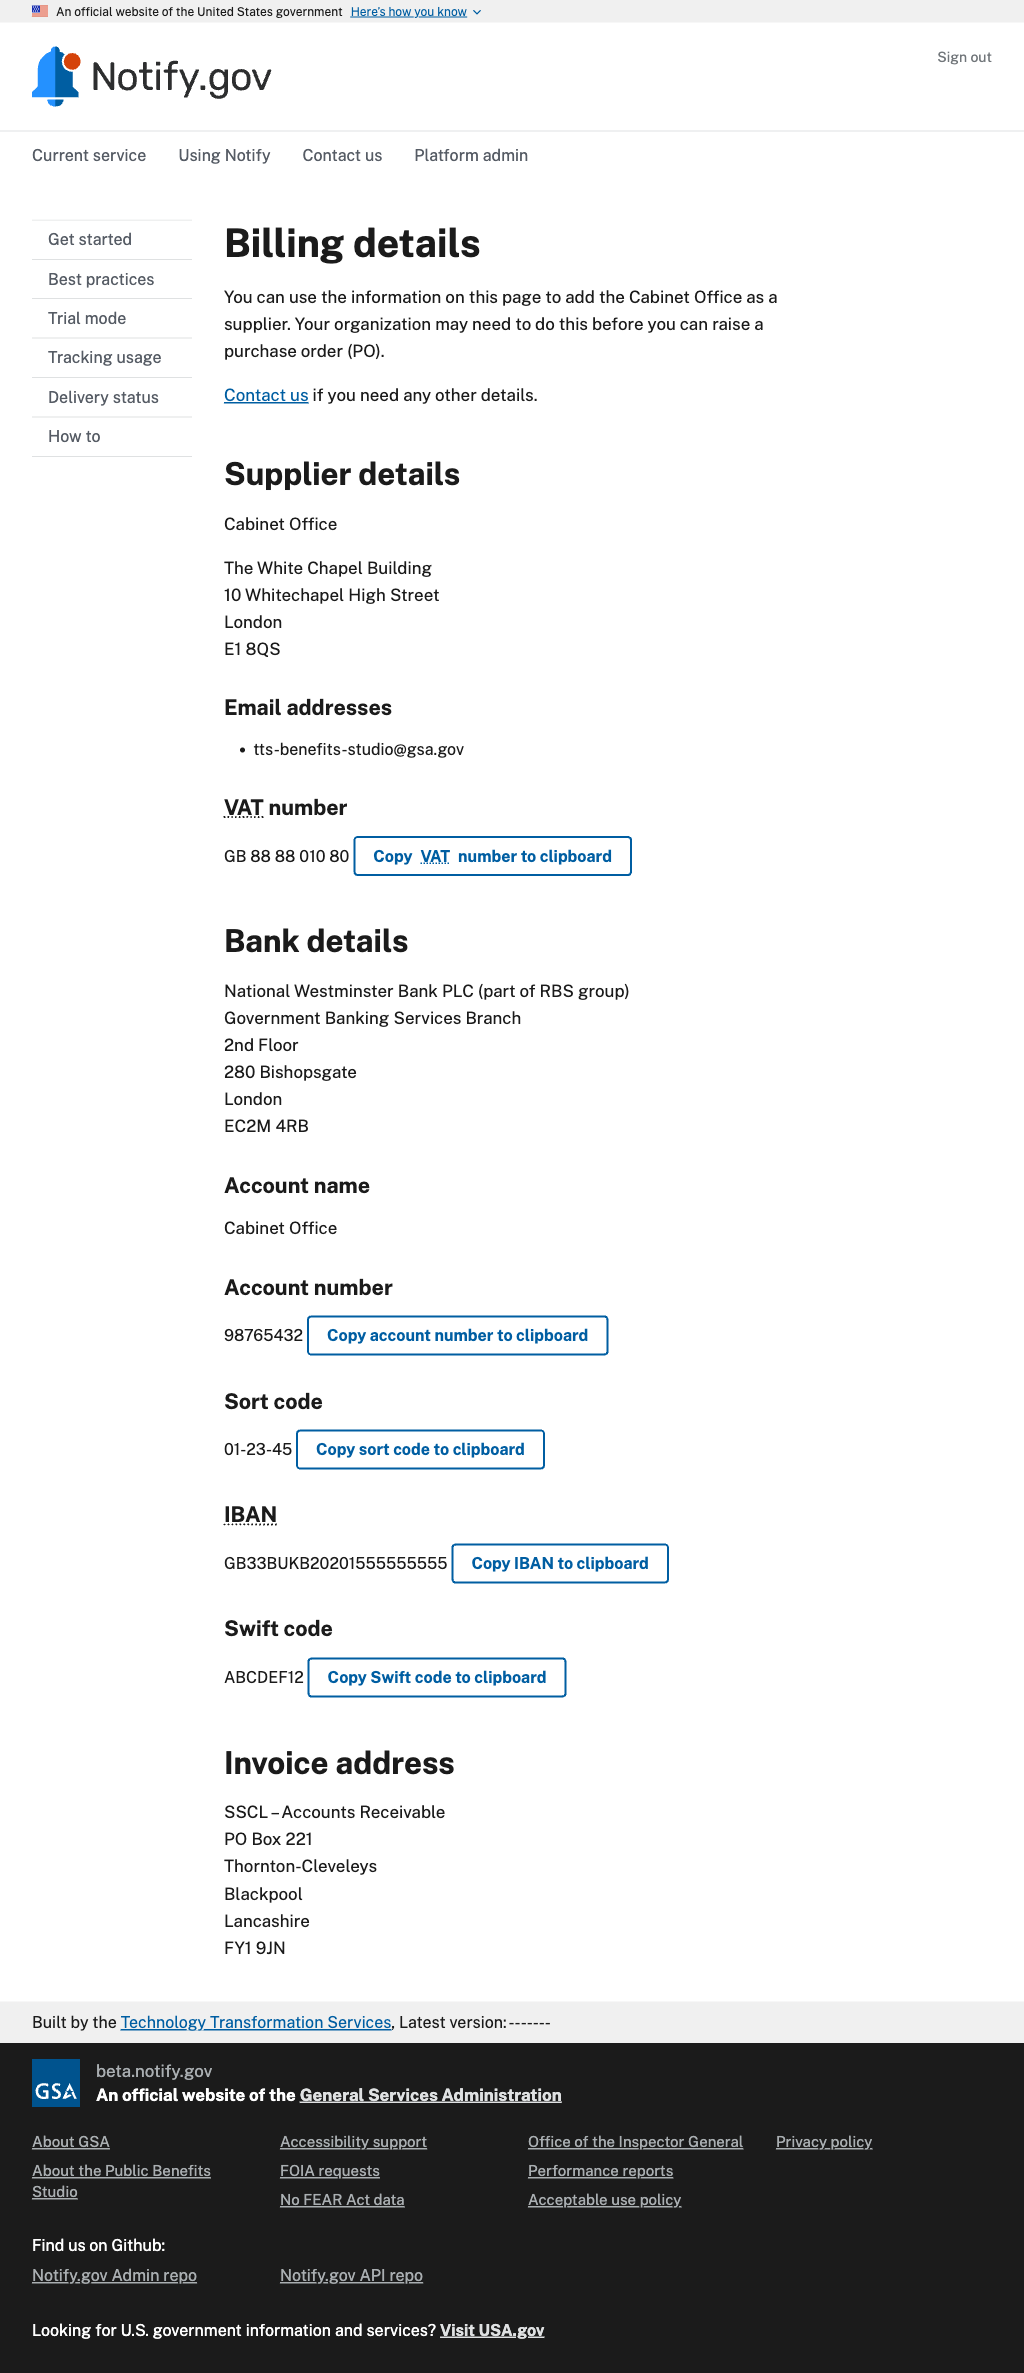 An official website of the United States government Here's how you know
Notify.gov
Sign out
Current service Using Notify Contact us Platform admin
Get started
Best practices
Trial mode
Tracking usage
Delivery status
How to
Billing details
You can use the information on this page to add the Cabinet Office as a
supplier. Your organization may need to do this before you can raise a
purchase order (PO).
Contact us if you need any other details.
Supplier details
Cabinet Office
The White Chapel Building
10 Whitechapel High Street
London
E1 8QS
Email addresses
• tts-benefits-studio@gsa.gov
VAT number
GB 88 88 010 80 Copy VAT number to clipboard
Bank details
National Westminster Bank PLC (part of RBS group)
Government Banking Services Branch
2nd Floor
280 Bishopsgate
London
EC2M 4RB
Account name
Cabinet Office
Account number
98765432 Copy account number to clipboard
Sort code
01-23-45 Copy sort code to clipboard
IBAN
GB33BUKB20201555555555 Copy IBAN to clipboard
Swift code
ABCDEF12 Copy Swift code to clipboard
Invoice address
SSCL – Accounts Receivable
PO Box 221
Thornton-Cleveleys
Blackpool
Lancashire
FY1 9JN
Built by the Technology Transformation Services, Latest version: -------
GSA
beta.notify.gov
An official website of the General Services Administration
About GSA
About the Public Benefits
Studio
Accessibility support
FOIA requests
No FEAR Act data
Office of the Inspector General
Performance reports
Acceptable use policy
Privacy policy
Find us on Github:
Notify.gov Admin repo Notify.gov API repo
Looking for U.S. government information and services? Visit USA.gov